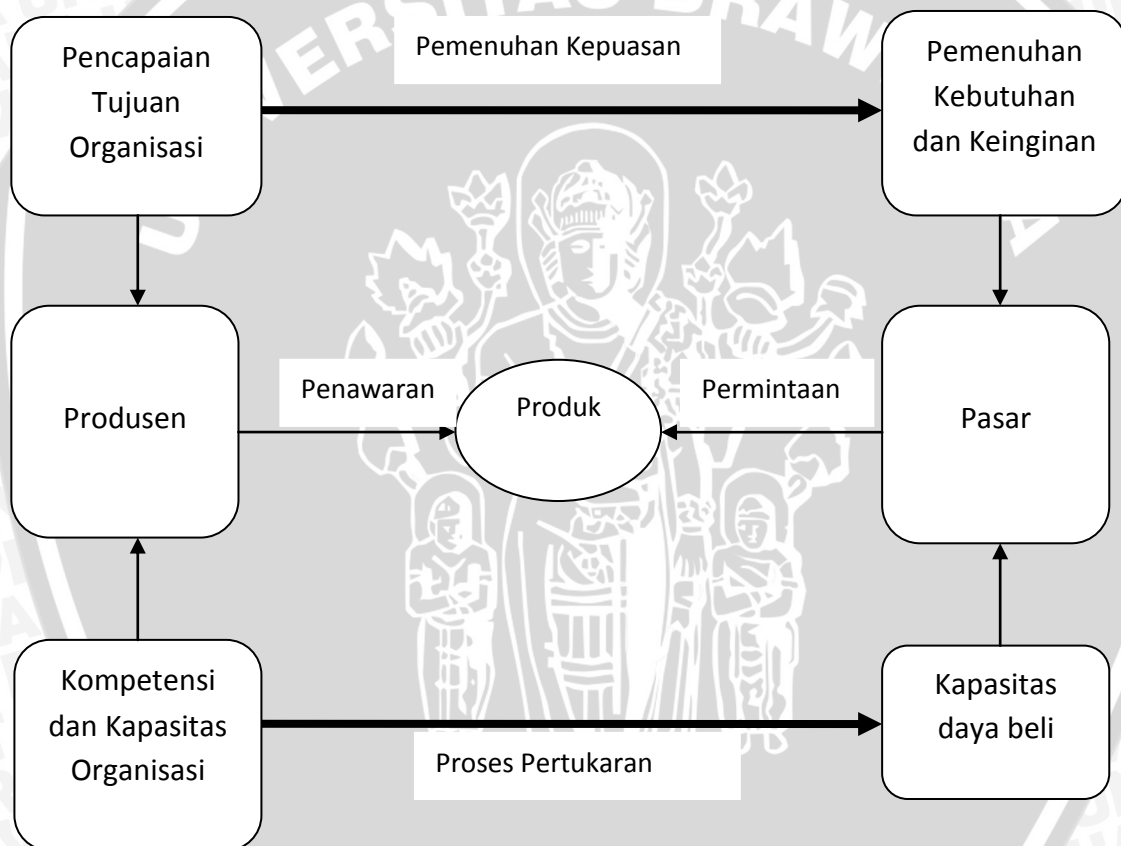 Pencapaian
Tujuan
Organisasi
Pemenuhan Kepuasan
Pemenuhan
Kebutuhan
dan Keinginan
Produsen
Penawaran
Produk
Permintaan
Pasar
Kompetensi
dan Kapasitas
Organisasi
Proses Pertukaran
Kapasitas
daya beli